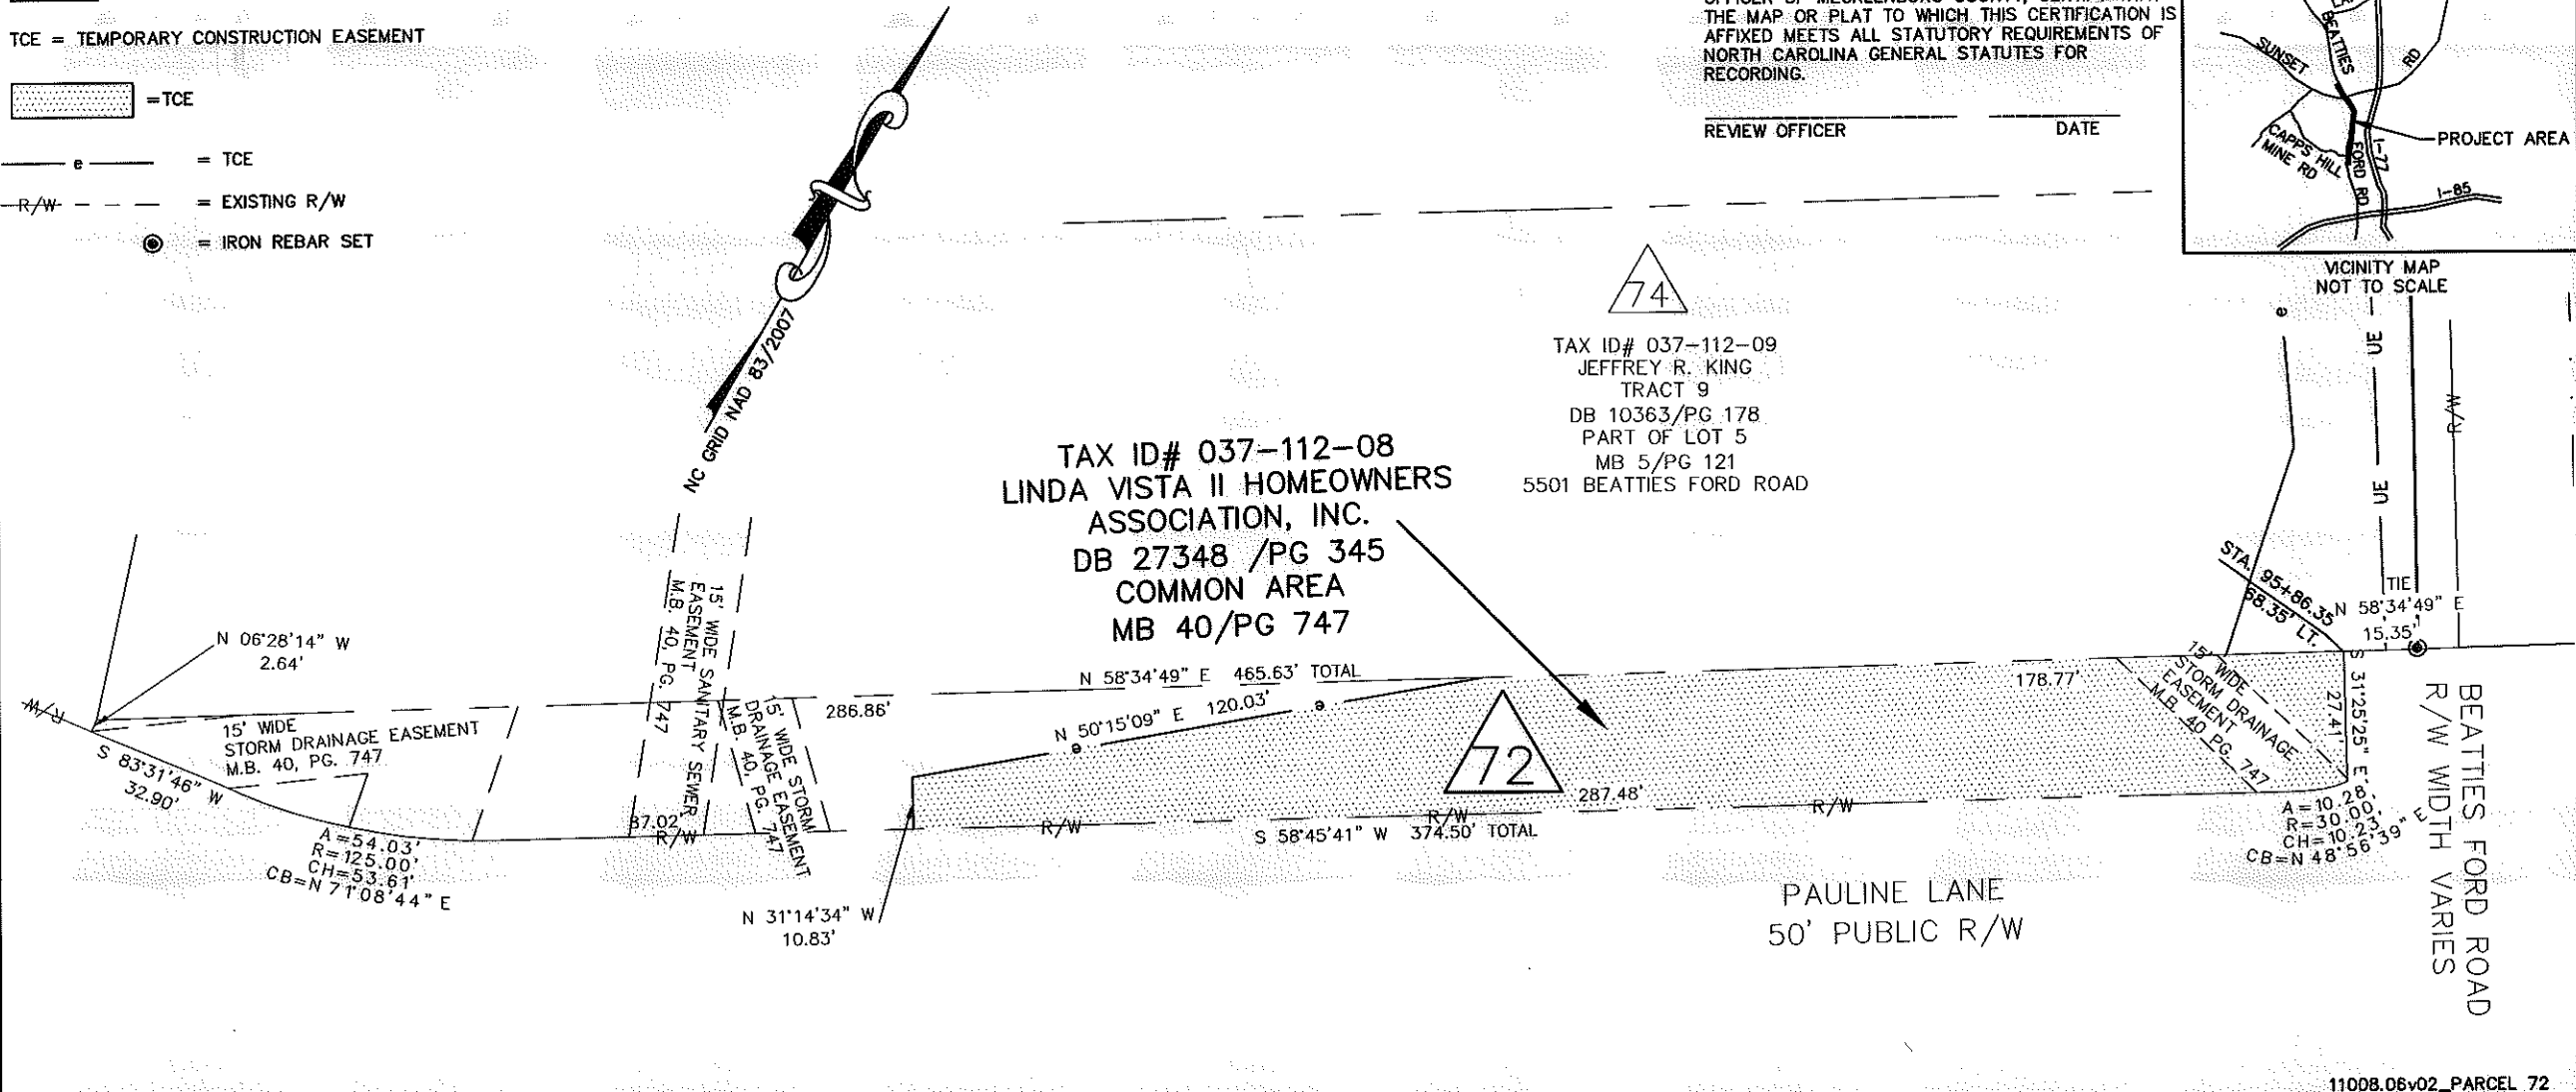 TCE = TEMPORARY CONSTRUCTION EASEMENT
=TCE
e
= TCE
R/W
= EXISTING R/W
= IRON REBAR SET
NC GRID NAD 83/2007
THE MAP OR PLAT TO WHICH THIS CERTIFICATION IS
AFFIXED MEETS ALL STATUTORY REQUIREMENTS OF
NORTH CAROLINA GENERAL STATUTES FOR
RECORDING.
REVIEW OFFICER
DATE
SUNSET
RD
BEATTIES
FORD RD
CAPPS HILL
MINE RD
I-77
I-85
PROJECT AREA
VICINITY MAP
NOT TO SCALE
74
TAX ID# 037-112-09
JEFFREY R. KING
TRACT 9
DB 10363/PG 178
PART OF LOT 5
MB 5/PG 121
5501 BEATTIES FORD ROAD
TAX ID# 037-112-08
LINDA VISTA II HOMEOWNERS
ASSOCIATION, INC.
DB 27348 /PG 345
COMMON AREA
MB 40/PG 747
e
UE
UE
R/W
STA. 95+86.35
68.35' LT.
TIE
N 58°34'49" E
15.35'
N 06°28'14" W
2.64'
R/W
15' WIDE
STORM DRAINAGE EASEMENT
M.B. 40, PG. 747
S 83°31'46" W
32.90'
A=54.03'
R=125.00'
CH=53.61'
CB=N 71°08'44" E
15' WIDE SANITARY SEWER
EASEMENT
M.B. 40, PG. 747
15' WIDE STORM
DRAINAGE EASEMENT
M.B. 40, PG. 747
87.02'
R/W
286.86'
N 58°34'49" E 465.63' TOTAL
N 50°15'09" E 120.03'
e
e
N 31°14'34" W
10.83'
72
178.77'
287.48'
R/W
R/W
R/W
S 58°45'41" W 374.50' TOTAL
15' WIDE
STORM DRAINAGE
EASEMENT
M.B. 40 PG. 747
S 31°25'25" E
27.41'
A=10.28'
R=30.00'
CH=10.23'
CB=N 48°56'39" E
PAULINE LANE
50' PUBLIC R/W
BEATTIES FORD ROAD
R/W WIDTH VARIES
11008.06v02_PARCEL 72